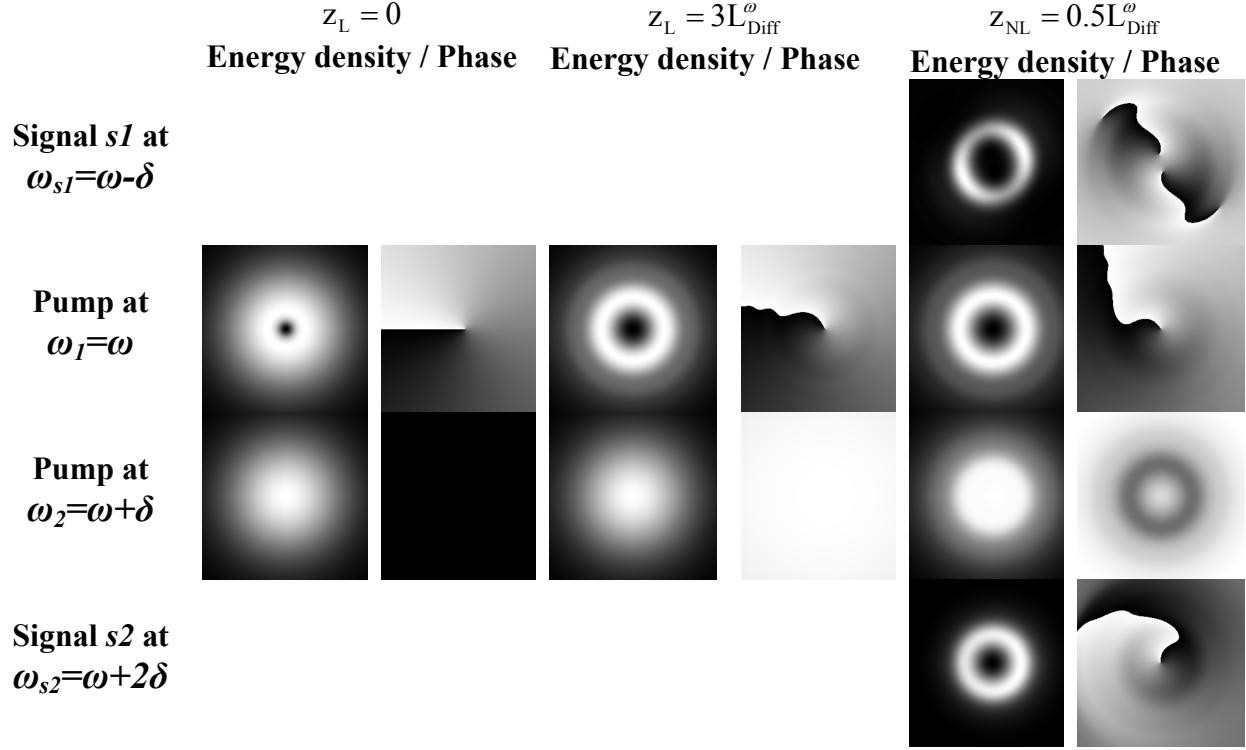 z_L = 0
z_L = 3L^ω_Diff
z_NL = 0.5L^ω_Diff
Energy density / Phase
Energy density / Phase
Energy density / Phase
Signal s1 at
ω_s1=ω-δ
Pump at
ω_1=ω
Pump at
ω_2=ω+δ
Signal s2 at
ω_s2=ω+2δ